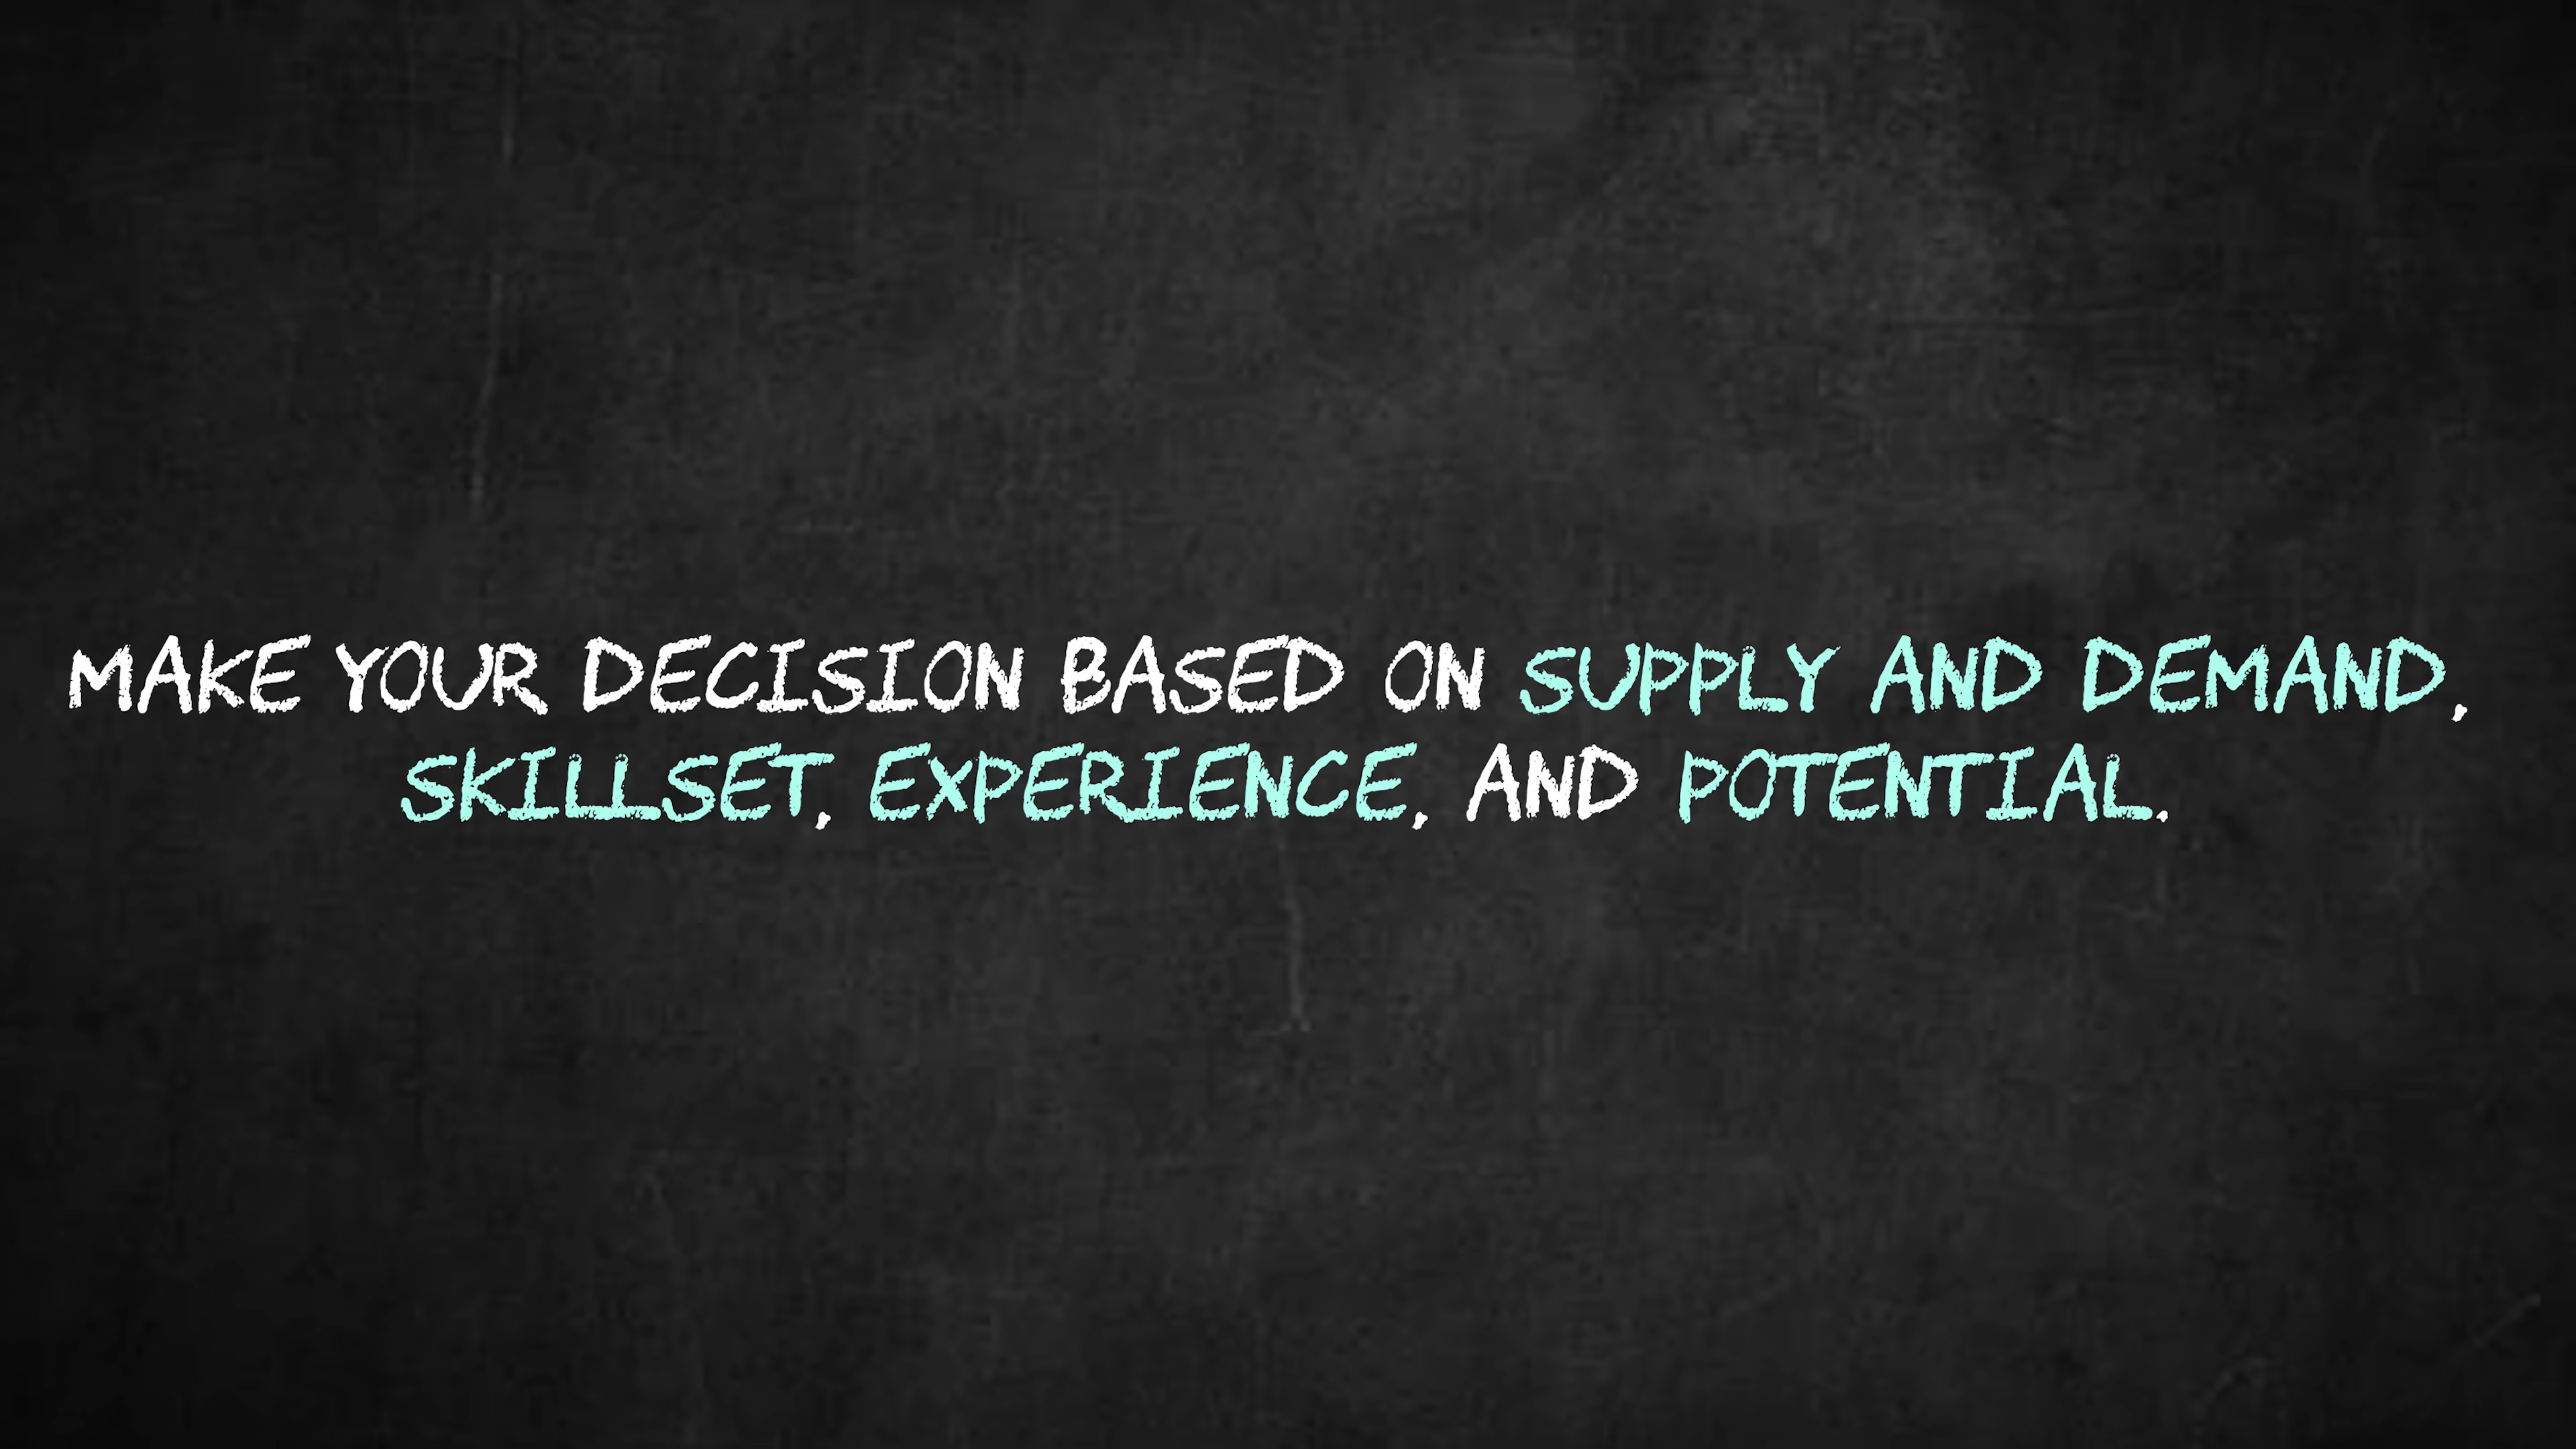 MAKE YOUR DECISION BASED ON SUPPLY AND DEMAND,
SKILLSET, EXPERIENCE, AND POTENTIAL.